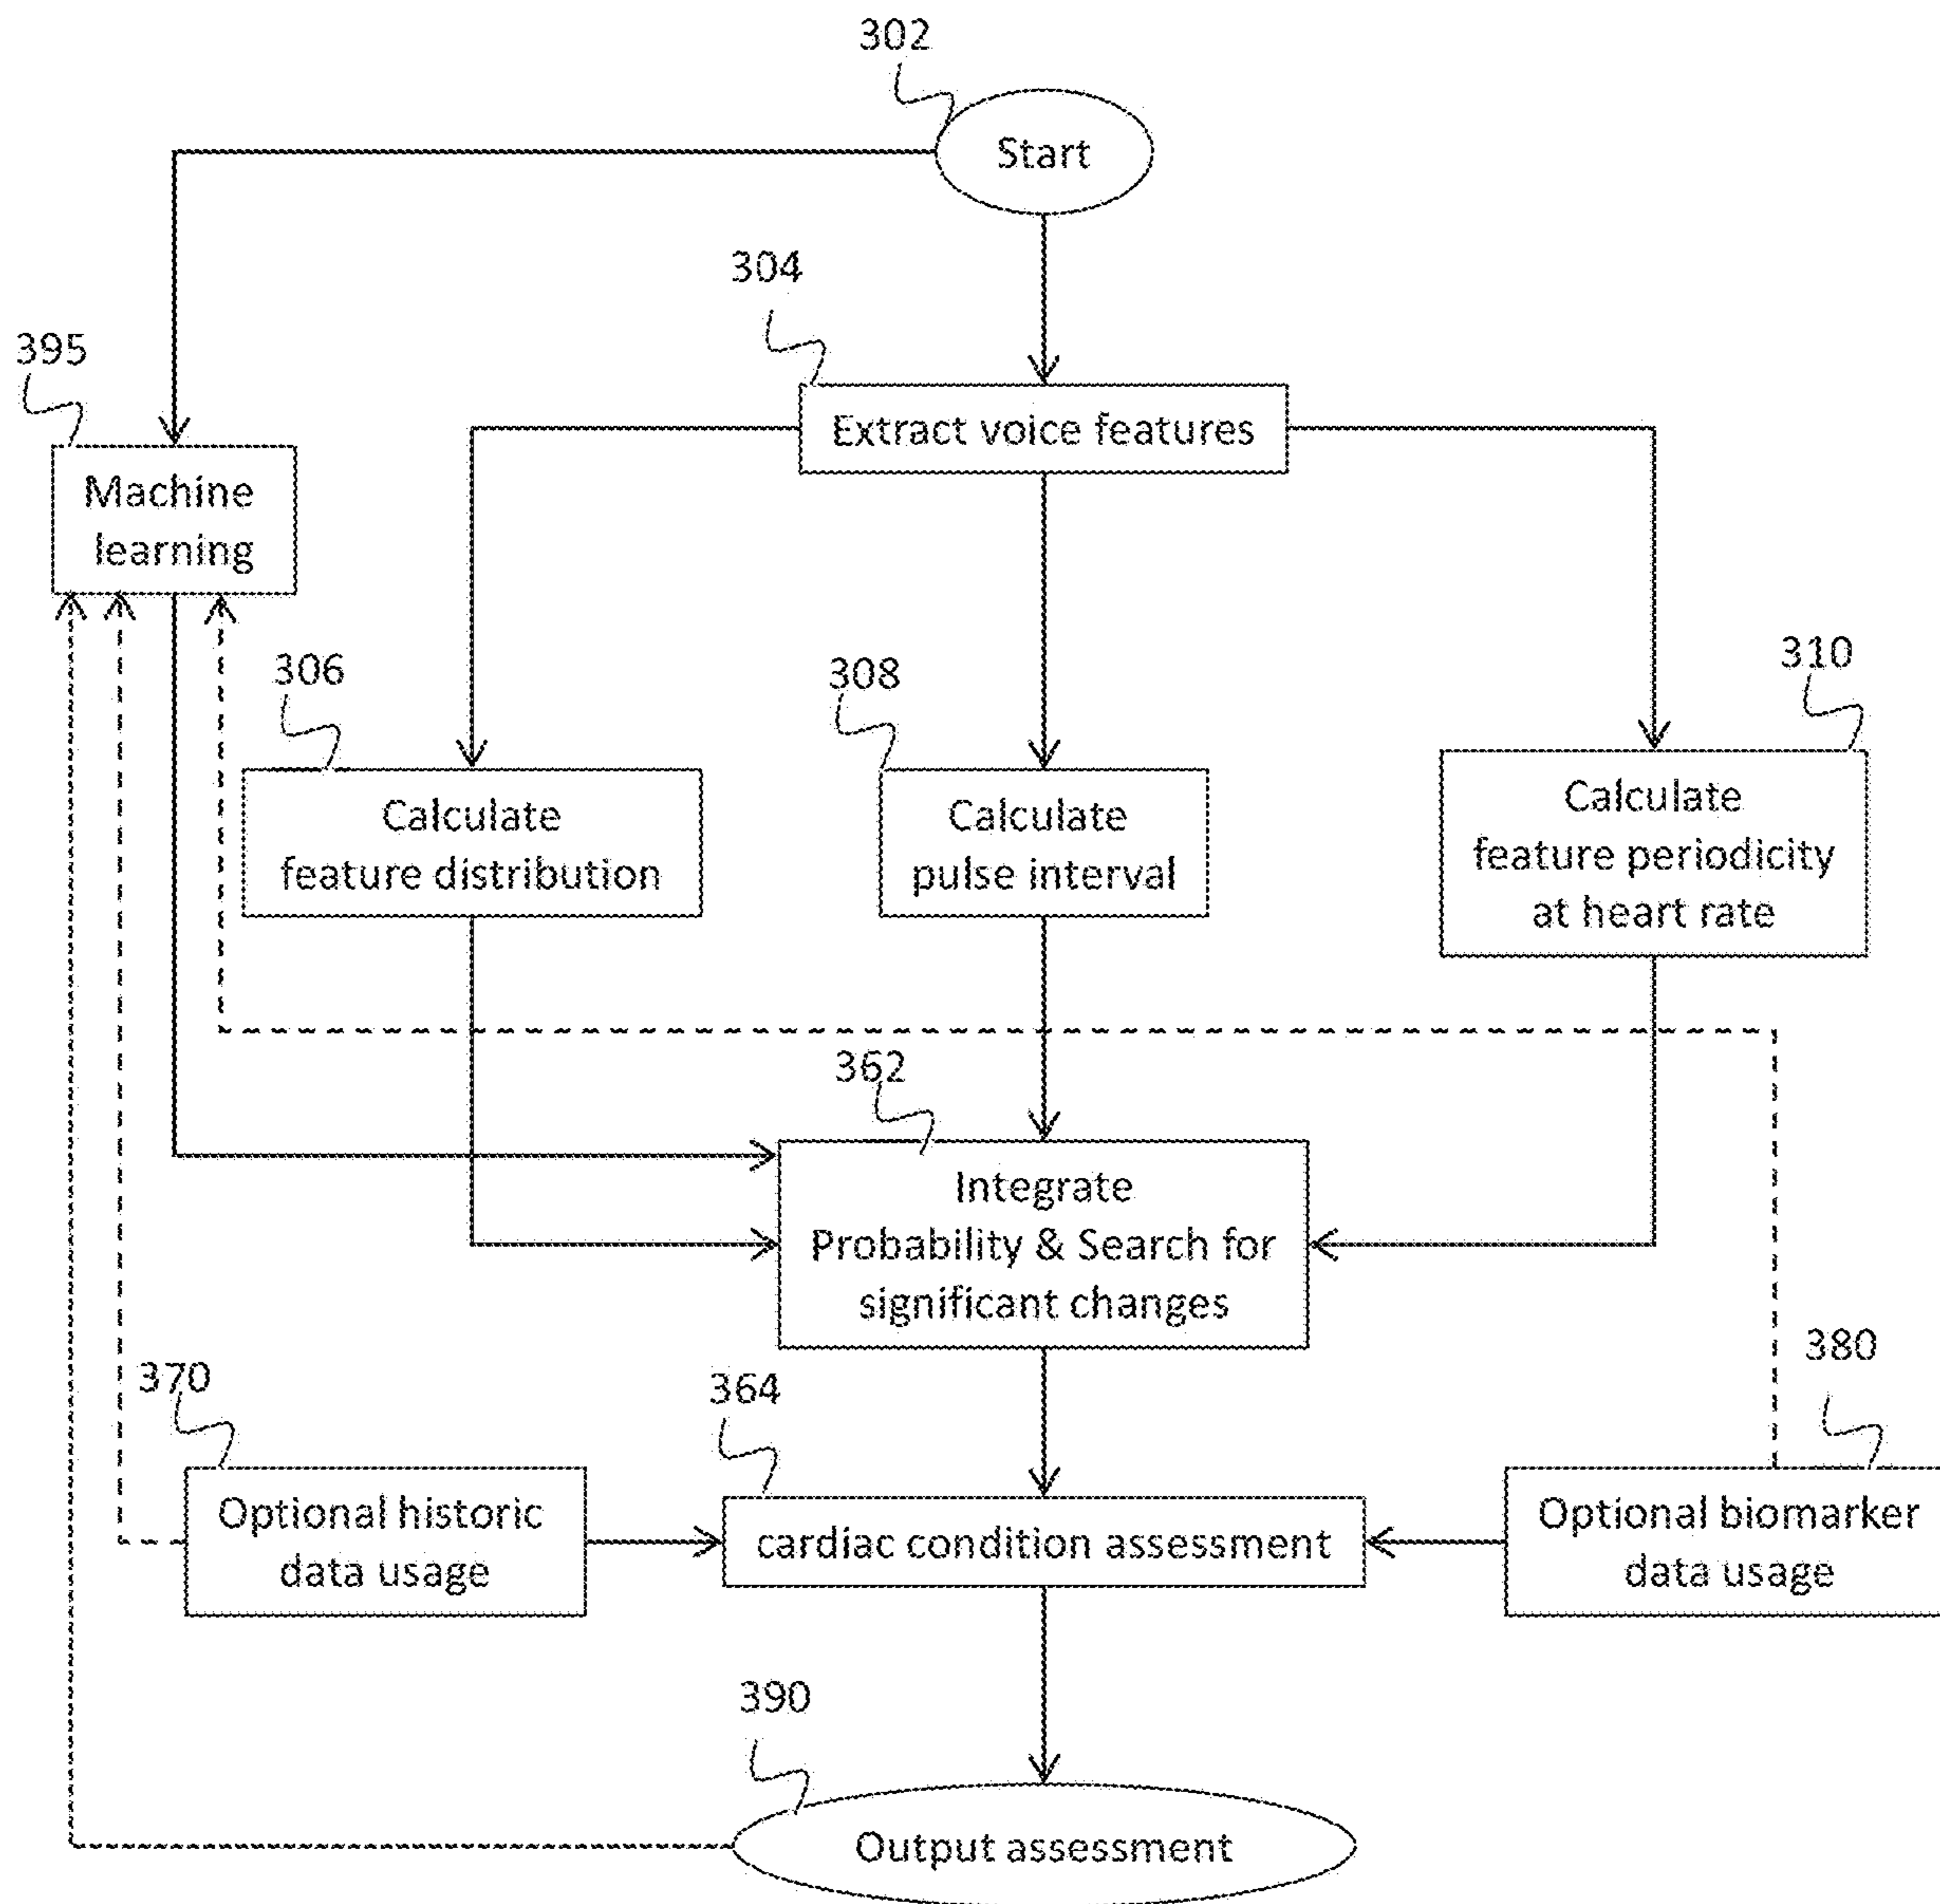 302
Start
304
395
Extract voice features
Machine
learning
306
308
310
Calculate
feature distribution
Calculate
pulse interval
Calculate
feature periodicity
at heart rate
362
Integrate
Probability & Search for
significant changes
370
364
380
Optional historic
data usage
cardiac condition assessment
Optional biomarker
data usage
390
Output assessment